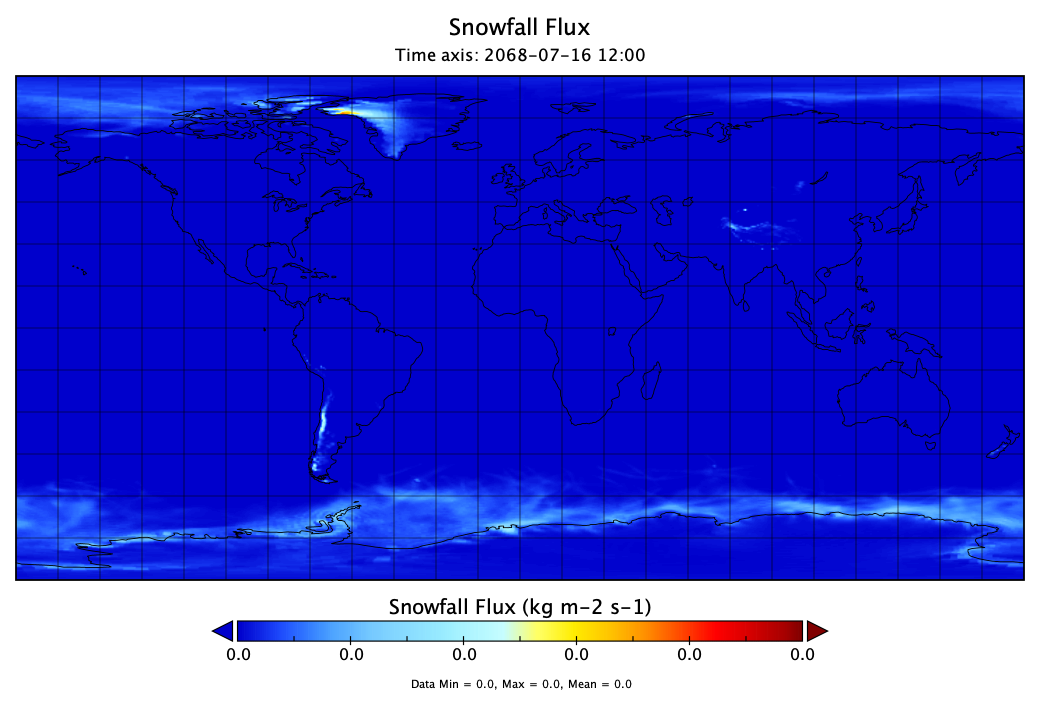 Snowfall Flux
Time axis: 2068-07-16 12:00
Snowfall Flux (kg m-2 s-1)
0.0 0.0 0.0 0.0 0.0 0.0
Data Min = 0.0, Max = 0.0, Mean = 0.0